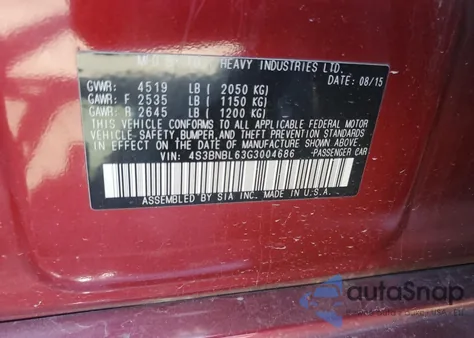 MFD BY HEAVY INDUSTRIES LTD.
DATE: 08/15
GVWR: 4519 LB ( 2050 KG)
GAWR: F 2535 LB ( 1150 KG)
GAWR: R 2645 LB ( 1200 KG)
THIS VEHICLE CONFORMS TO ALL APPLICABLE FEDERAL MOTOR
VEHICLE-SAFETY, BUMPER, AND THEFT PREVENTION STANDARDS
IN EFFECT ON THE DATE OF MANUFACTURE SHOWN ABOVE.
VIN: 4S3BNBL63G3004686 -PASSENGER CAR
ASSEMBLED BY SIA INC. MADE IN U.S.A.
autoSnap